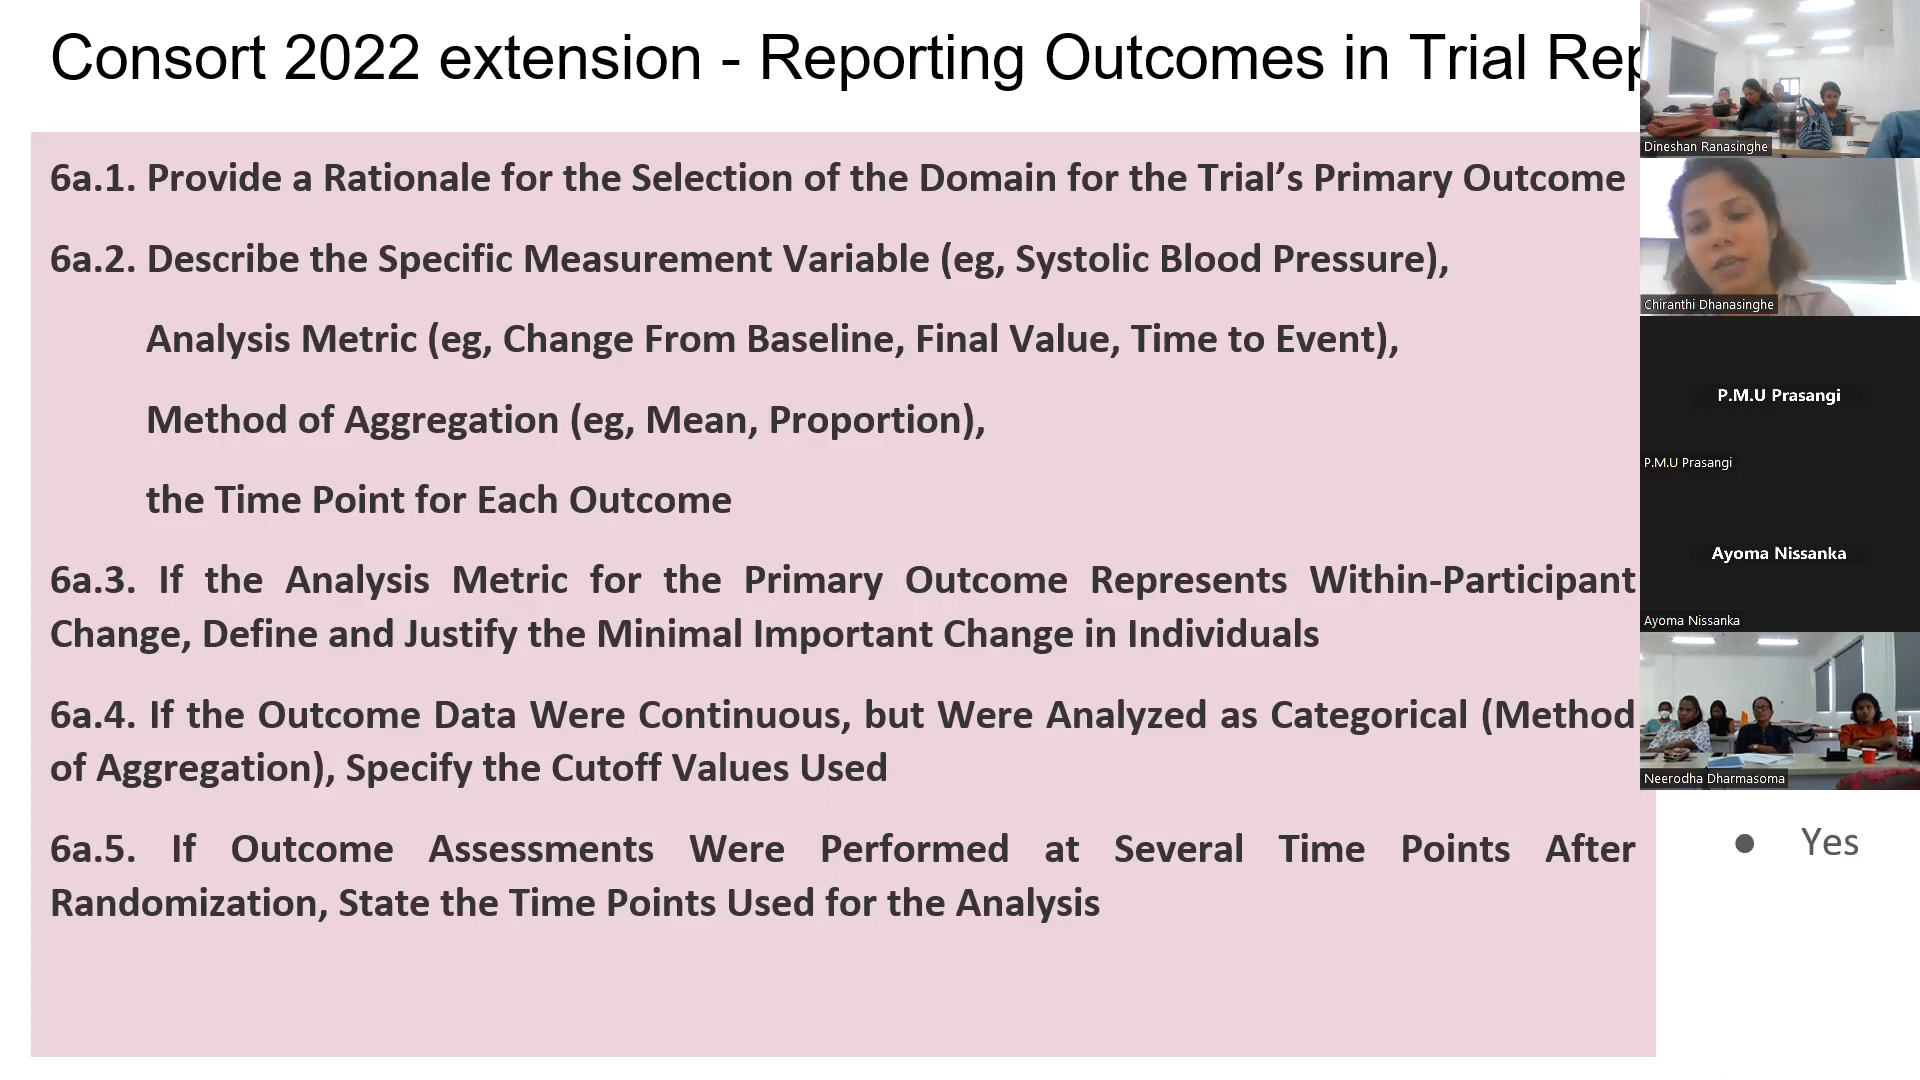 Consort 2022 extension - Reporting Outcomes in Trial Rep
6a.1. Provide a Rationale for the Selection of the Domain for the Trial’s Primary Outcome
6a.2. Describe the Specific Measurement Variable (eg, Systolic Blood Pressure),
Analysis Metric (eg, Change From Baseline, Final Value, Time to Event),
Method of Aggregation (eg, Mean, Proportion),
the Time Point for Each Outcome
6a.3. If the Analysis Metric for the Primary Outcome Represents Within-Participant
Change, Define and Justify the Minimal Important Change in Individuals
6a.4. If the Outcome Data Were Continuous, but Were Analyzed as Categorical (Method
of Aggregation), Specify the Cutoff Values Used
6a.5. If Outcome Assessments Were Performed at Several Time Points After
Randomization, State the Time Points Used for the Analysis
● Yes
Dineshan Ranasinghe
Chiranthi Dhanasinghe
P.M.U Prasangi
P.M.U Prasangi
Ayoma Nissanka
Ayoma Nissanka
Neerodha Dharmasoma